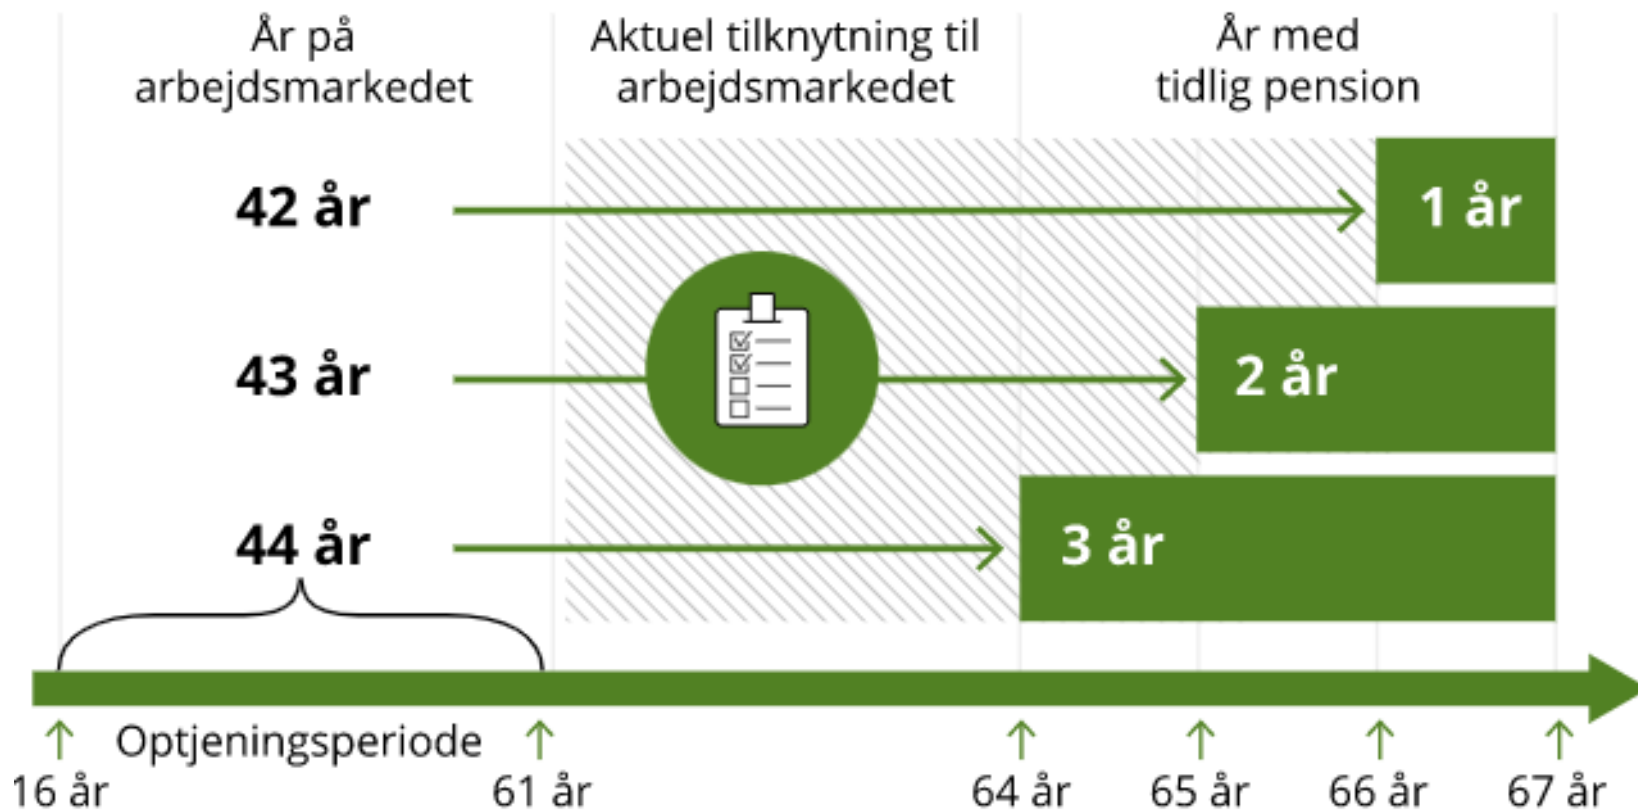 År på
arbejdsmarkedet
Aktuel tilknytning til
arbejdsmarkedet
År med
tidlig pension
42 år
1 år
43 år
2 år
44 år
3 år
Optjeningsperiode
16 år
61 år
64 år
65 år
66 år
67 år